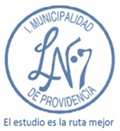 I. MUNICIPALIDAD
LN·7
DE PROVIDENCIA
El estudio es la ruta mejor